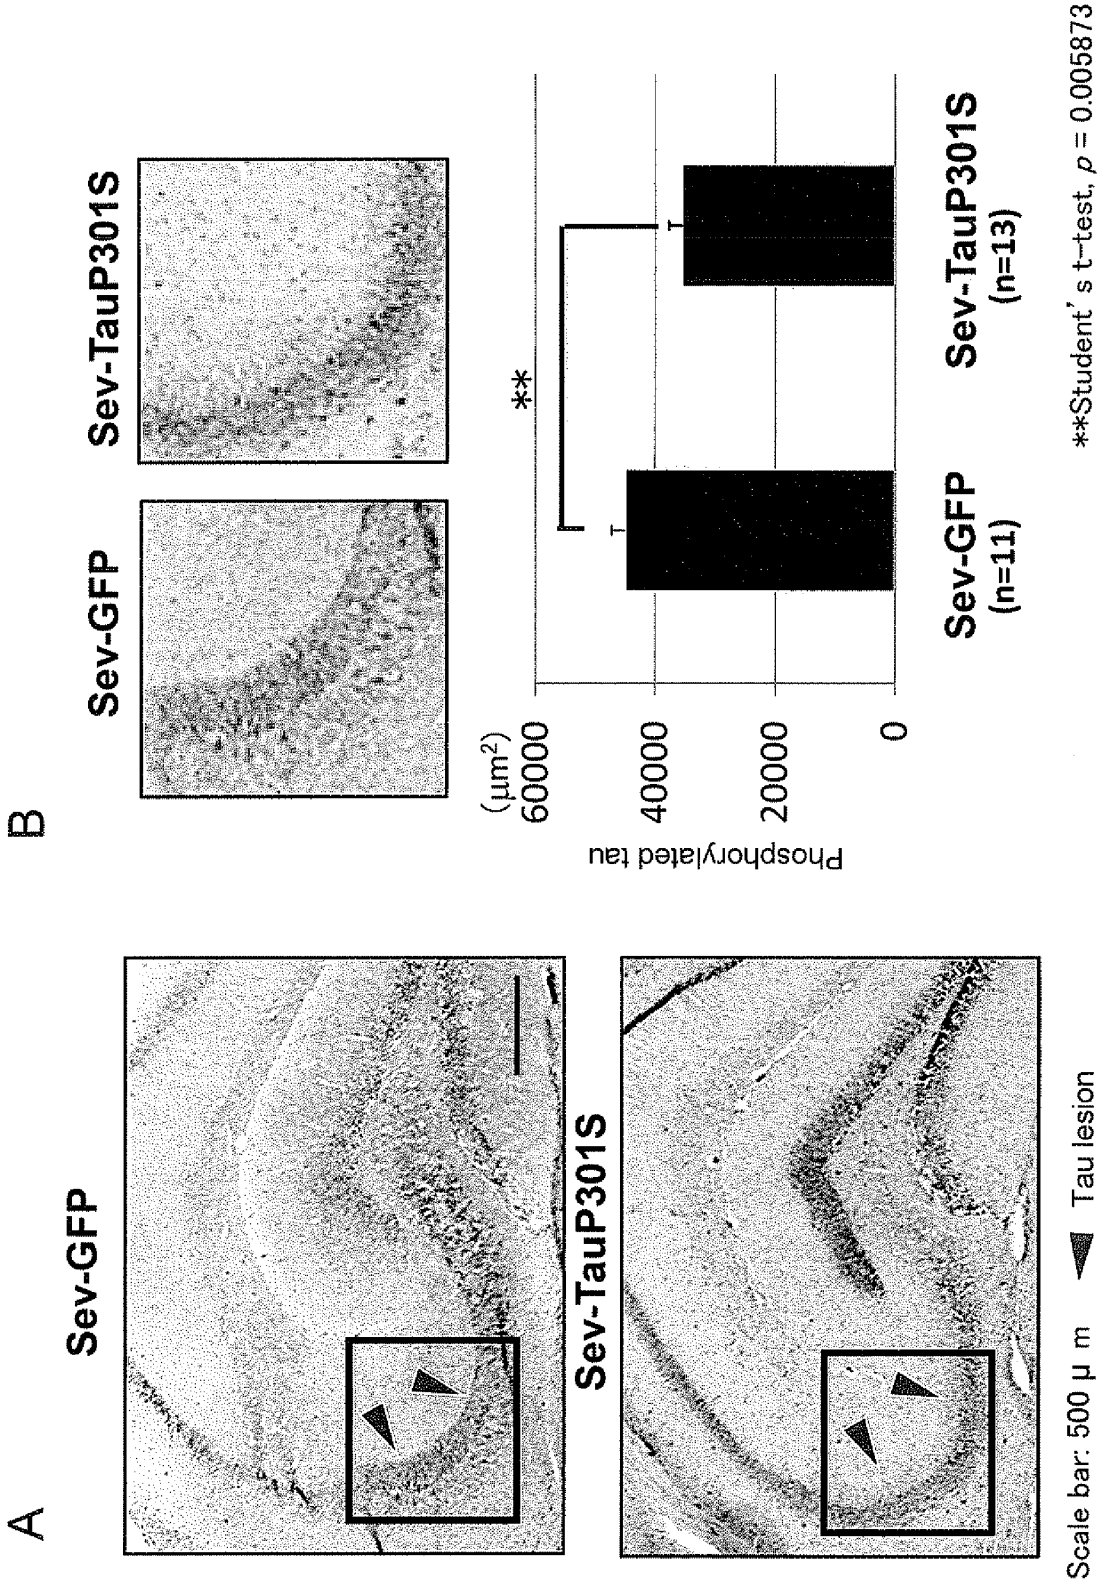 A
Sev-GFP
Sev-TauP301S
Scale bar: 500 μ m
Tau lesion
B
Sev-GFP
Sev-TauP301S
(μm²)
60000
40000
20000
0
Phosphorylated tau
**
Sev-GFP
(n=11)
Sev-TauP301S
(n=13)
**Student' s t-test, p = 0.005873